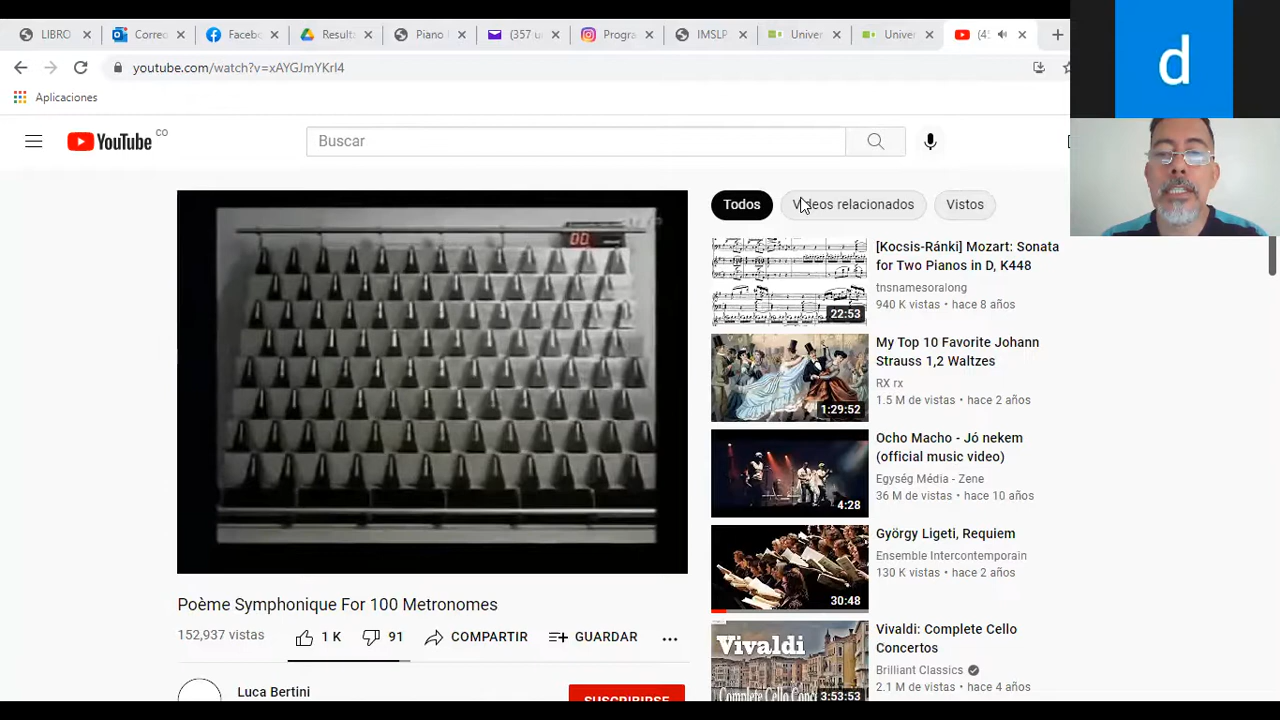 LIBRO
Correo
Faceb
Result
Piano
(357 u
Progra
IMSLP
Univer
Univer
youtube.com/watch?v=xAYGJmYKrI4
Aplicaciones
YouTube CO
Buscar
d
00
Todos
Videos relacionados
Vistos
[Kocsis-Ránki] Mozart: Sonata
for Two Pianos in D, K448
tnsnamesoralong
940 K vistas • hace 8 años
22:53
My Top 10 Favorite Johann
Strauss 1,2 Waltzes
RX rx
1.5 M de vistas • hace 2 años
1:29:52
Ocho Macho - Jó nekem
(official music video)
Egység Média - Zene
36 M de vistas • hace 10 años
4:28
György Ligeti, Requiem
Ensemble Intercontemporain
130 K vistas • hace 2 años
30:48
Vivaldi: Complete Cello
Concertos
Brilliant Classics
2.1 M de vistas • hace 4 años
Vivaldi
Complete Cello Conc
3:53:53
Poème Symphonique For 100 Metronomes
152,937 vistas
1 K
91
COMPARTIR
GUARDAR
Luca Bertini
SUSCRIBIRSE